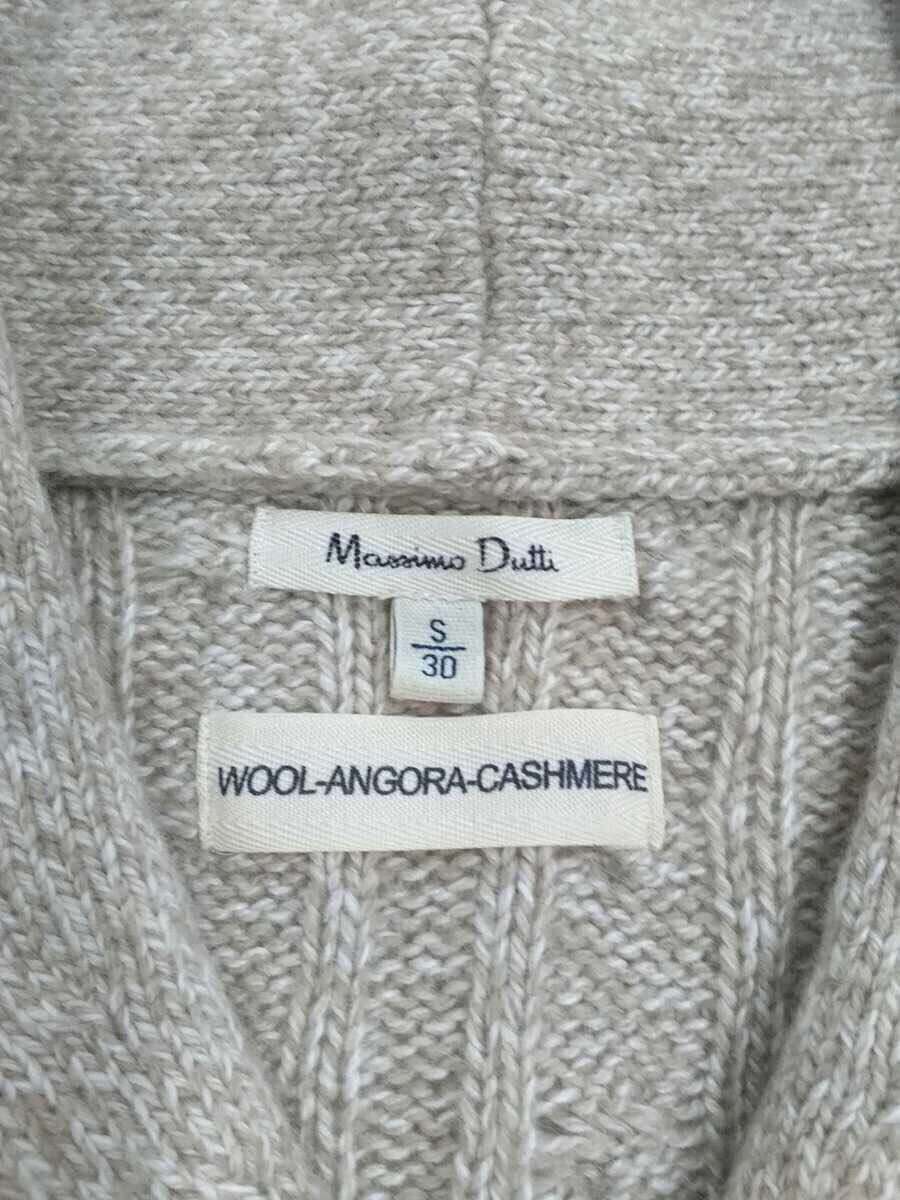 Massimo Dutti
S
30
WOOL-ANGORA-CASHMERE